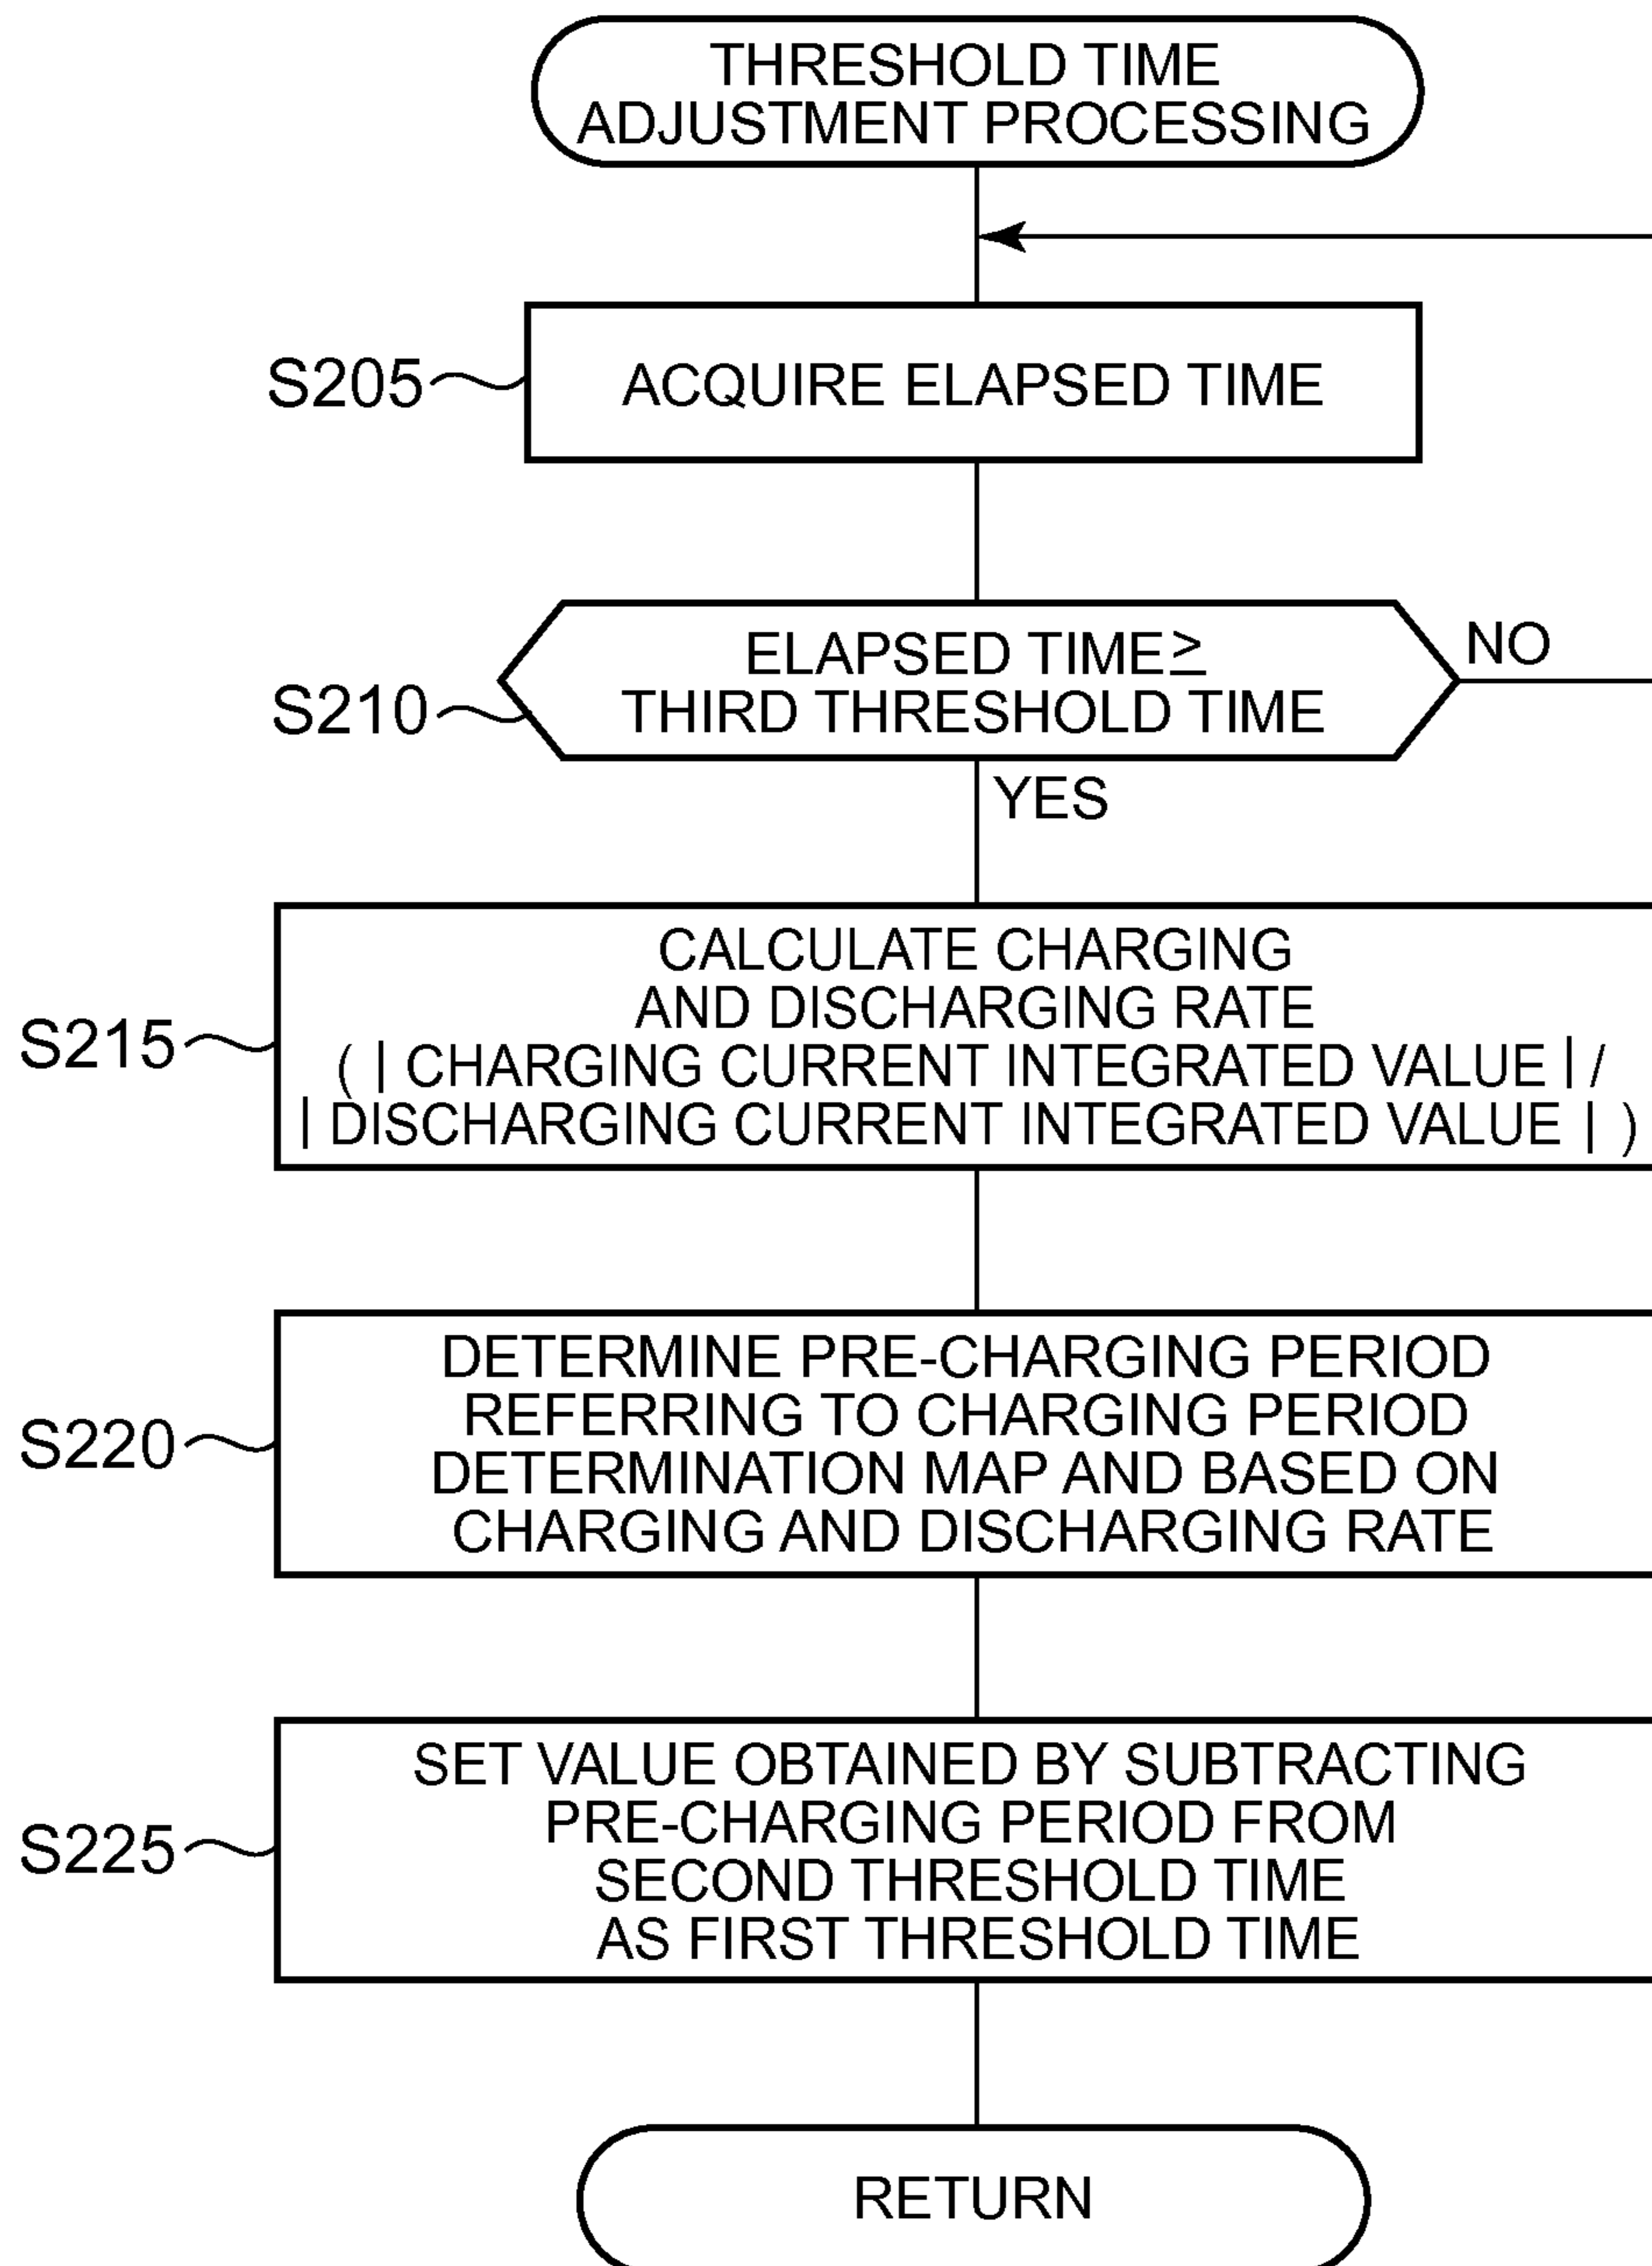 THRESHOLD TIME
ADJUSTMENT PROCESSING
S205
ACQUIRE ELAPSED TIME
S210
ELAPSED TIME≥
THIRD THRESHOLD TIME
NO
YES
S215
CALCULATE CHARGING
AND DISCHARGING RATE
( | CHARGING CURRENT INTEGRATED VALUE | /
| DISCHARGING CURRENT INTEGRATED VALUE | )
S220
DETERMINE PRE-CHARGING PERIOD
REFERRING TO CHARGING PERIOD
DETERMINATION MAP AND BASED ON
CHARGING AND DISCHARGING RATE
S225
SET VALUE OBTAINED BY SUBTRACTING
PRE-CHARGING PERIOD FROM
SECOND THRESHOLD TIME
AS FIRST THRESHOLD TIME
RETURN